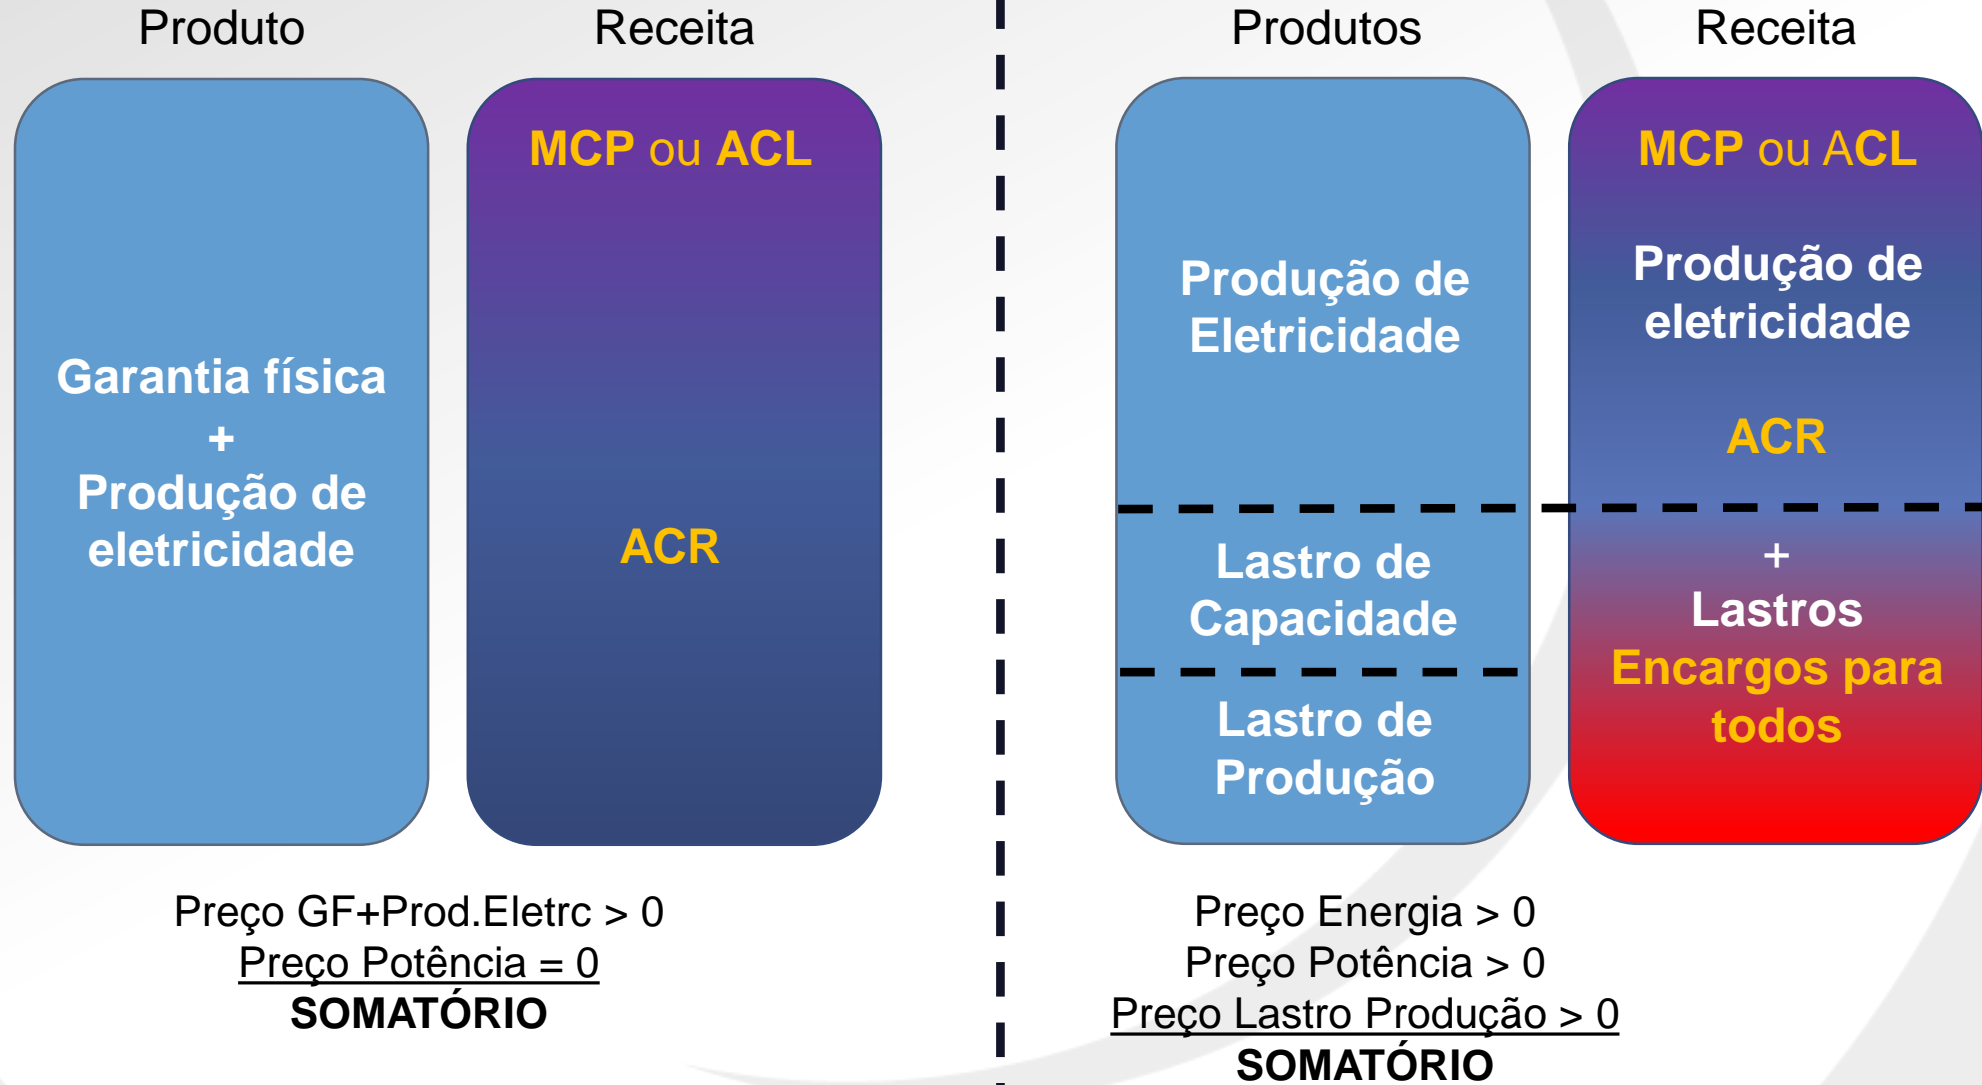 Produto
Receita
Garantia física
+
Produção de
eletricidade
MCP ou ACL
ACR
Preço GF+Prod.Eletrc > 0
Preço Potência = 0
SOMATÓRIO
Produtos
Receita
Produção de
Eletricidade
Lastro de
Capacidade
Lastro de
Produção
MCP ou ACL
Produção de
eletricidade
ACR
+
Lastros
Encargos para
todos
Preço Energia > 0
Preço Potência > 0
Preço Lastro Produção > 0
SOMATÓRIO